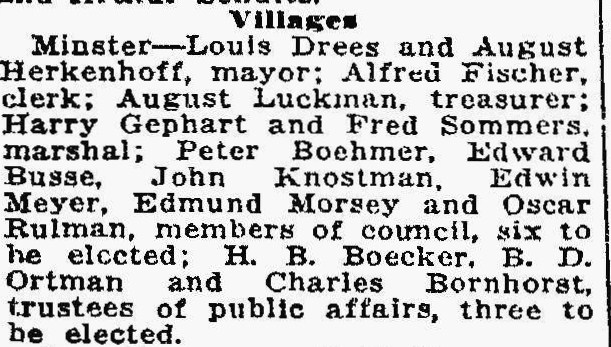 Villages
Minster—Louis Drees and August
Herkenhoff, mayor; Alfred Fischer,
clerk; August Luckman, treasurer;
Harry Gephart and Fred Sommers,
marshal; Peter Boehmer, Edward
Busse, John Knostman, Edwin
Meyer, Edmund Morsey and Oscar
Rulman, members of council, six to
be elected; H. B. Boecker, B. D.
Ortman and Charles Bornhorst,
trustees of public affairs, three to
be elected.